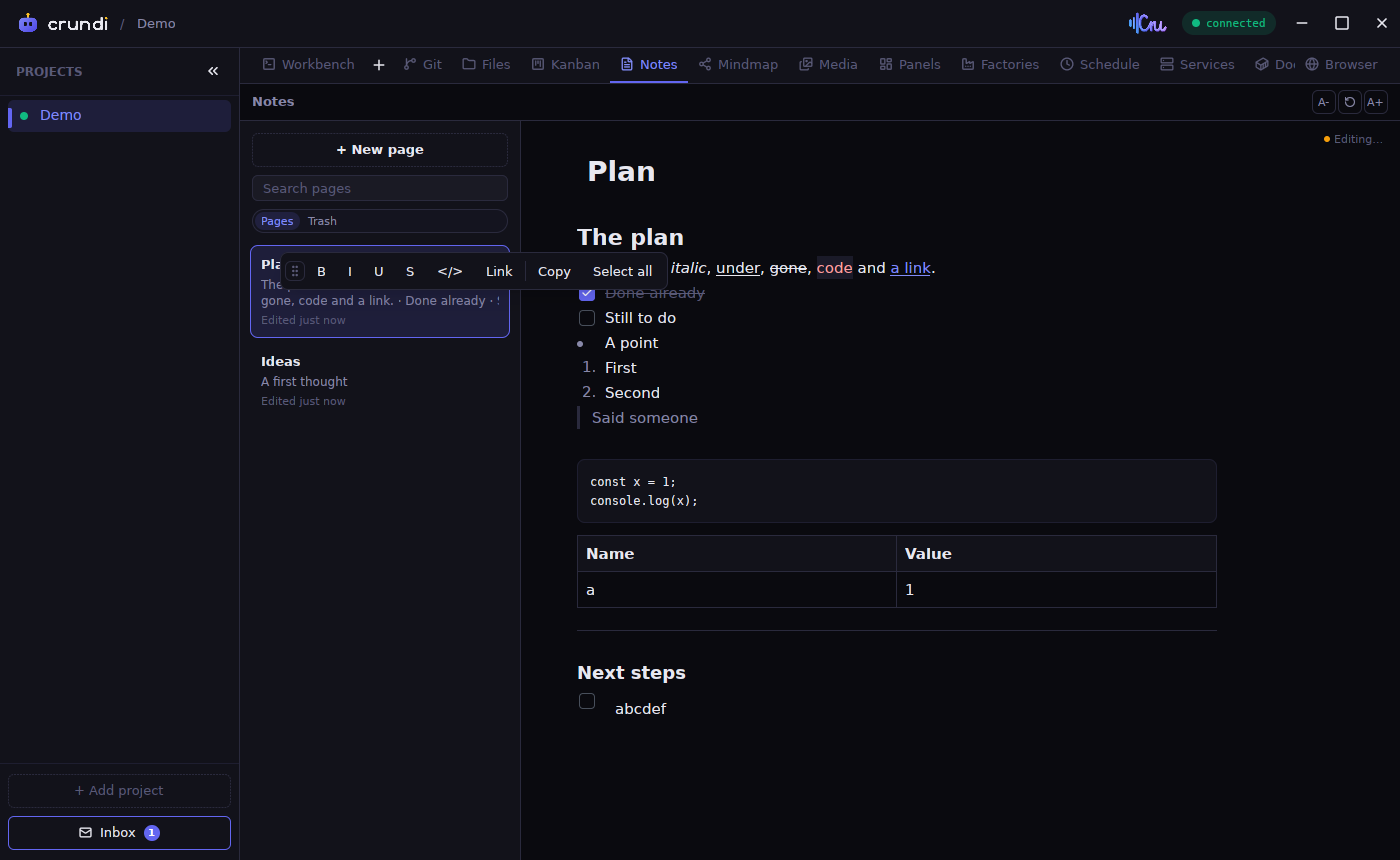 crundi / Demo
Cru
connected
PROJECTS
Demo
+ Add project
Inbox 1
Workbench + Git Files Kanban Notes Mindmap Media Panels Factories Schedule Services Browser
Notes
A- A+
+ New page
Search pages
Pages Trash
gone, code and a link. · Done already ·
Edited just now
Ideas
A first thought
Edited just now
B I U S </> Link Copy Select all
Editing...
Plan
The plan
italic, under, gone, code and a link.
Done already
Still to do
A point
1. First
2. Second
Said someone
const x = 1;
console.log(x);
Name Value
a 1
Next steps
abcdef